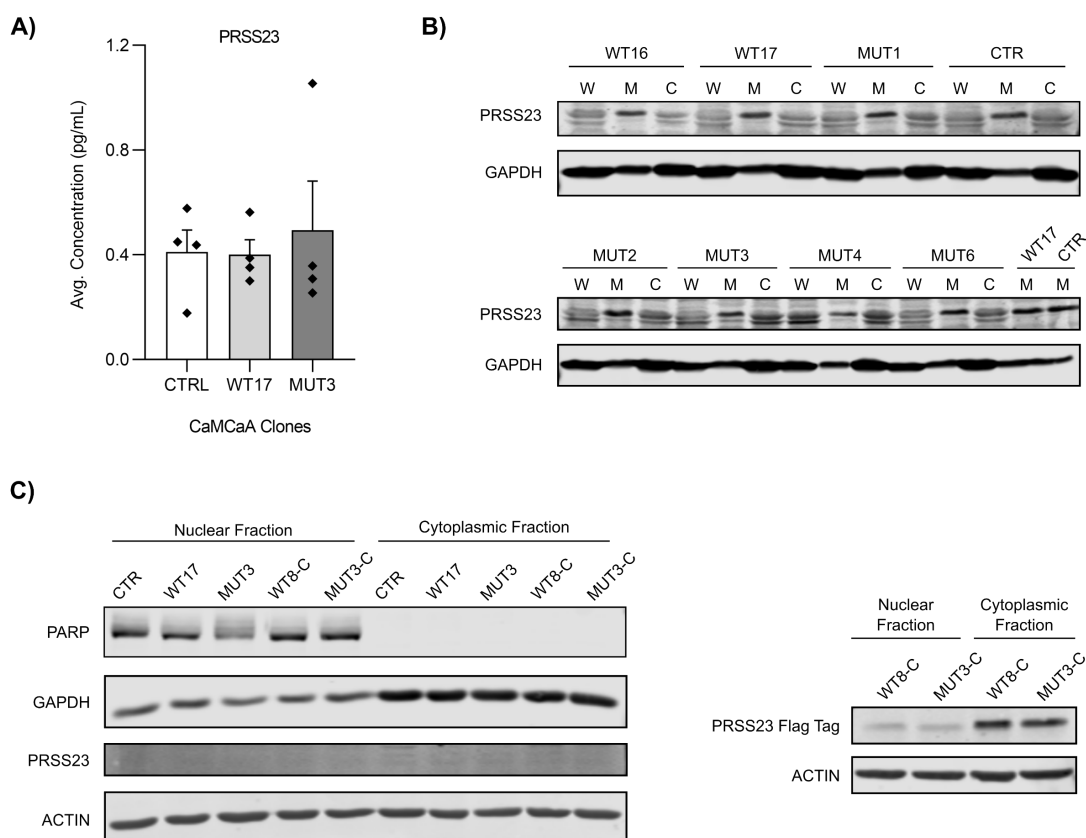 A)
PRSS23
1.2
0.8
0.4
0.0
Avg. Concentration (pg/mL)
CTRL WT17 MUT3
CaMCaA Clones
B)
WT16 WT17 MUT1 CTR
W M C W M C W M C W M C
PRSS23
GAPDH
MUT2 MUT3 MUT4 MUT6 WT17 CTR
W M C W M C W M C W M C M M
PRSS23
GAPDH
C)
Nuclear Fraction Cytoplasmic Fraction
CTR WT17 MUT3 WT8-C MUT3-C CTR WT17 MUT3 WT8-C MUT3-C
PARP
GAPDH
PRSS23
ACTIN
Nuclear Cytoplasmic
Fraction Fraction
WT8-C MUT3-C WT8-C MUT3-C
PRSS23 Flag Tag
ACTIN